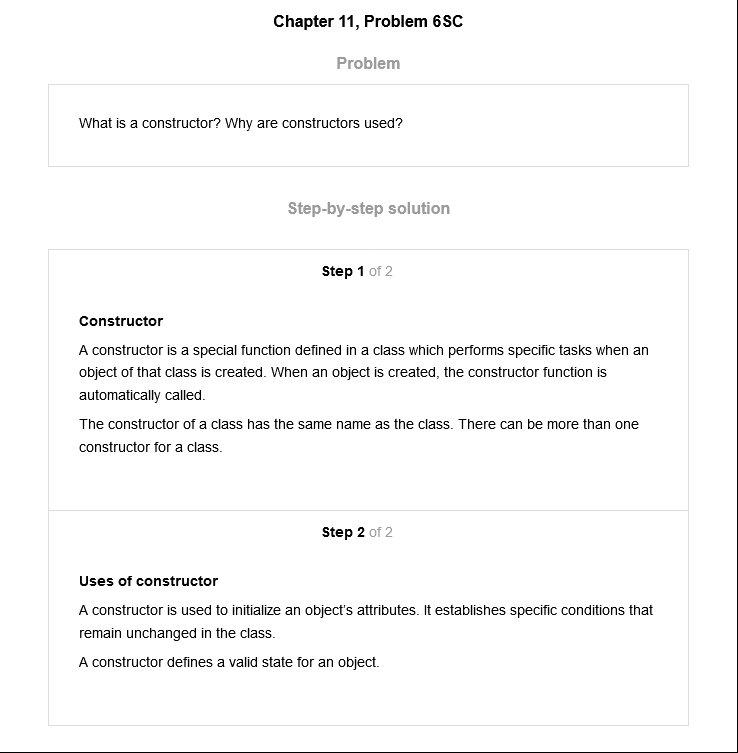 Chapter 11, Problem 6SC
Problem
What is a constructor? Why are constructors used?
Step-by-step solution
Step 1 of 2
Constructor
A constructor is a special function defined in a class which performs specific tasks when an
object of that class is created. When an object is created, the constructor function is
automatically called.
The constructor of a class has the same name as the class. There can be more than one
constructor for a class.
Step 2 of 2
Uses of constructor
A constructor is used to initialize an object's attributes. It establishes specific conditions that
remain unchanged in the class.
A constructor defines a valid state for an object.